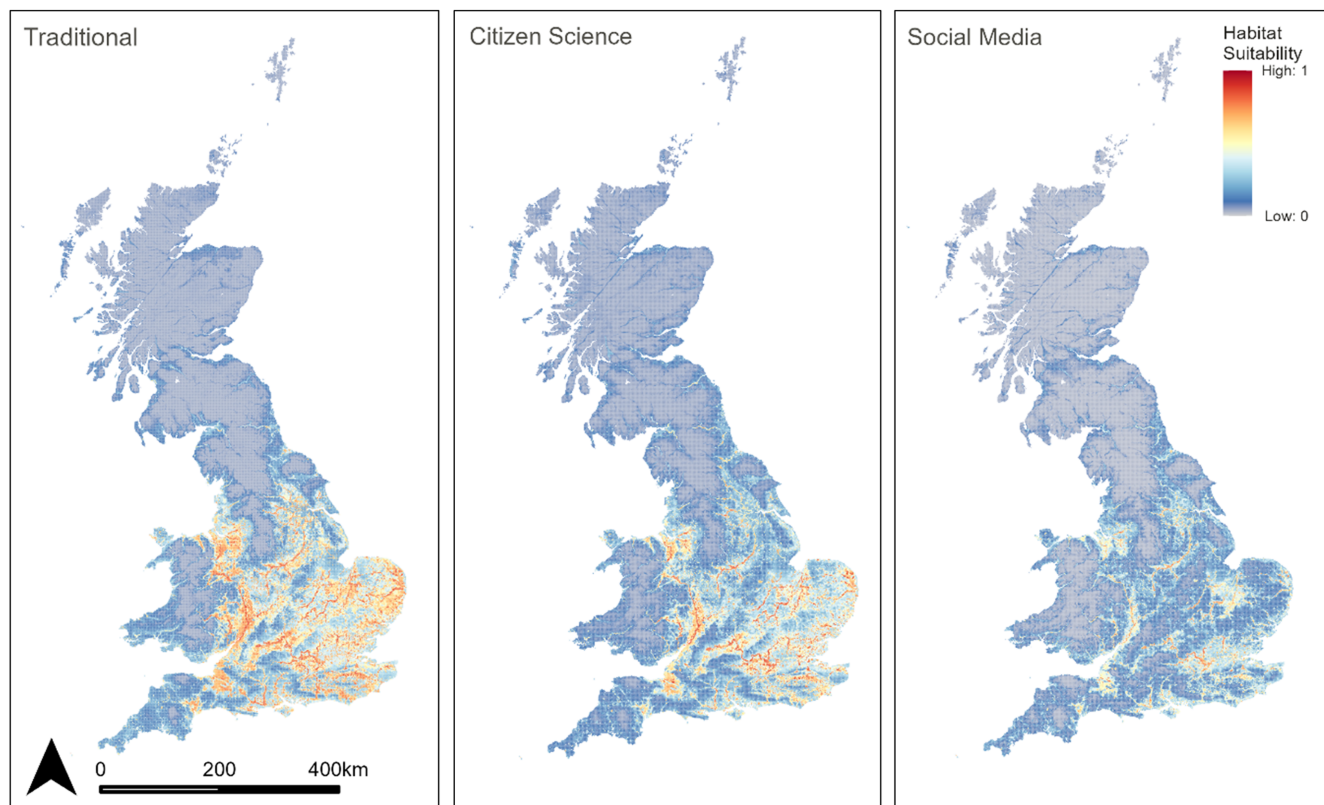 Traditional
Citizen Science
Social Media
Habitat
Suitability
High: 1
Low: 0
0 200 400km